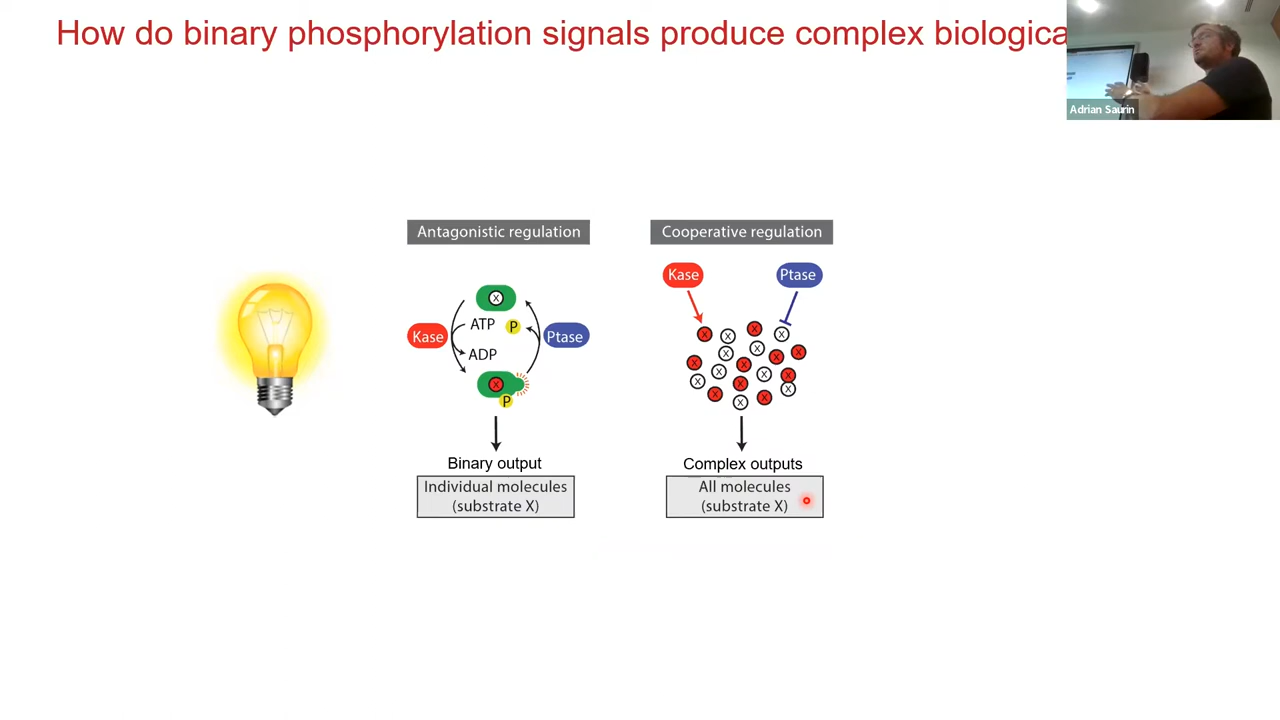 How do binary phosphorylation signals produce complex
Adrian Saurin
Antagonistic regulation
Cooperative regulation
Kase
Ptase
X
ATP
P
Kase
Ptase
ADP
X
P
X X X X X X X X X X X X X X X X X X X X
Binary output
Complex outputs
Individual molecules
(substrate X)
All molecules
(substrate X)